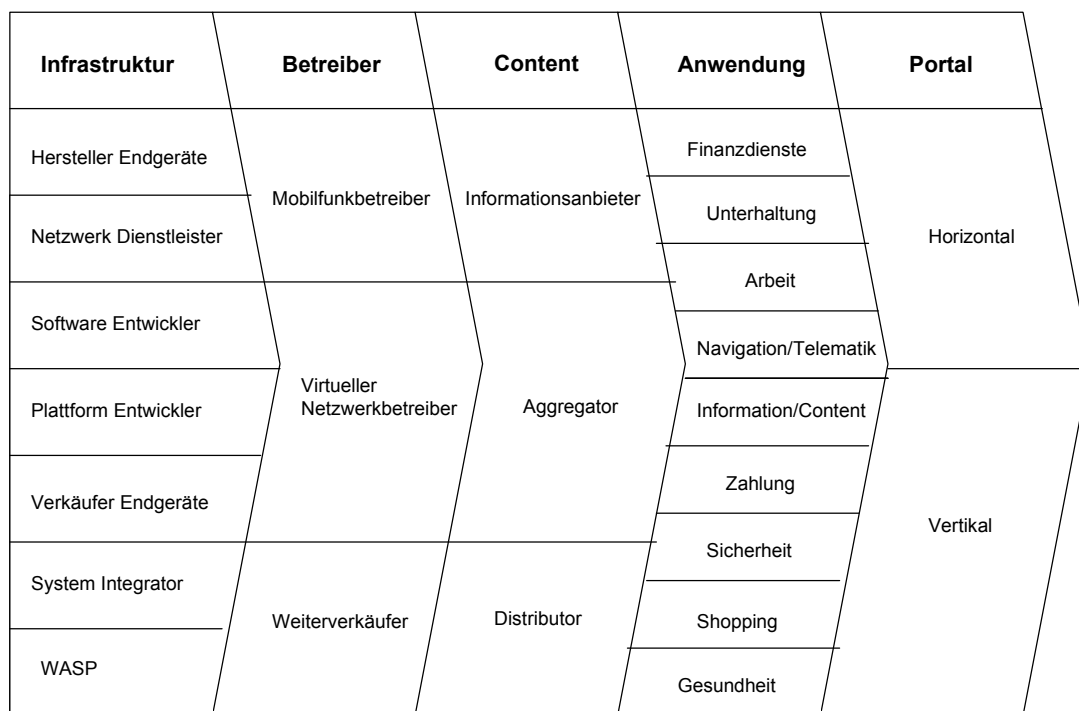 Infrastruktur
Betreiber
Content
Anwendung
Portal
Hersteller Endgeräte
Netzwerk Dienstleister
Software Entwickler
Plattform Entwickler
Verkäufer Endgeräte
System Integrator
WASP
Mobilfunkbetreiber
Virtueller
Netzwerkbetreiber
Weiterverkäufer
Informationsanbieter
Aggregator
Distributor
Finanzdienste
Unterhaltung
Arbeit
Navigation/Telematik
Information/Content
Zahlung
Sicherheit
Shopping
Gesundheit
Horizontal
Vertikal